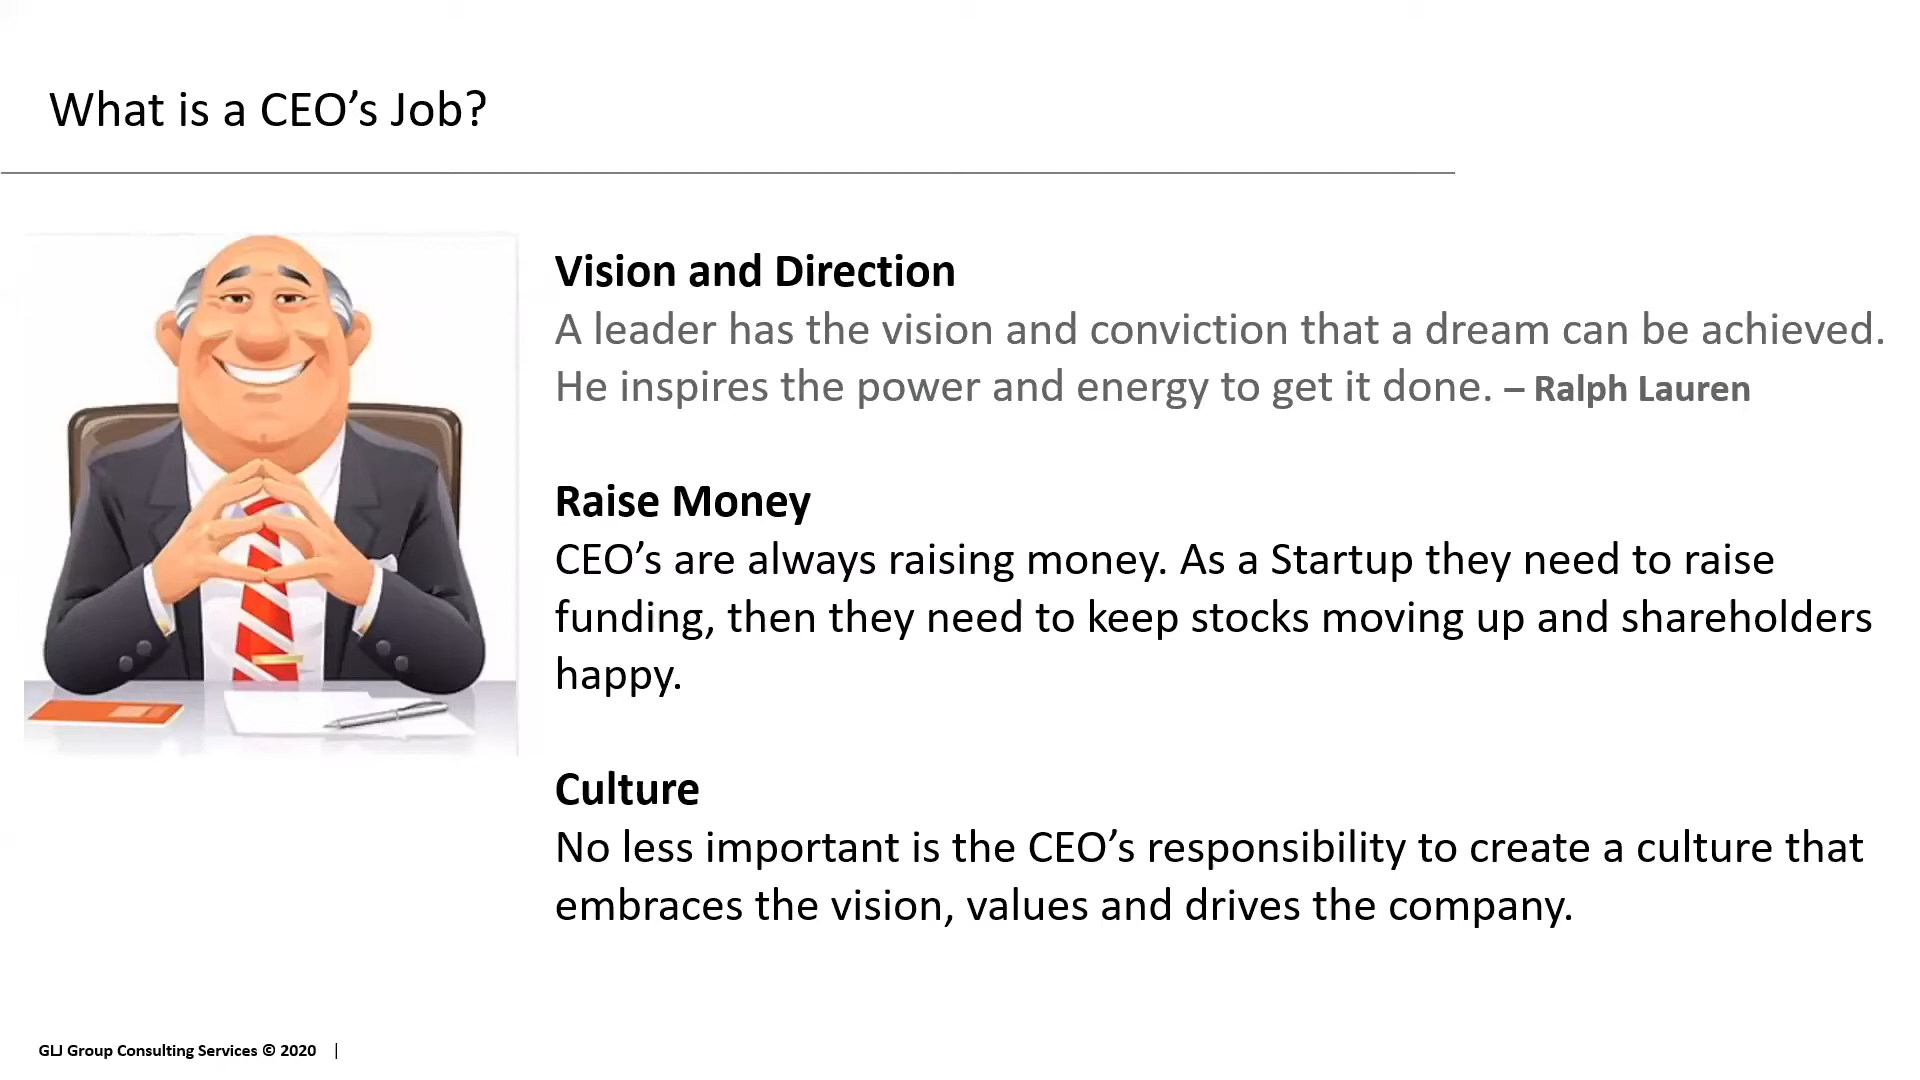 What is a CEO’s Job?
Vision and Direction
A leader has the vision and conviction that a dream can be achieved.
He inspires the power and energy to get it done. – Ralph Lauren
Raise Money
CEO’s are always raising money. As a Startup they need to raise
funding, then they need to keep stocks moving up and shareholders
happy.
Culture
No less important is the CEO’s responsibility to create a culture that
embraces the vision, values and drives the company.
GLJ Group Consulting Services © 2020 |